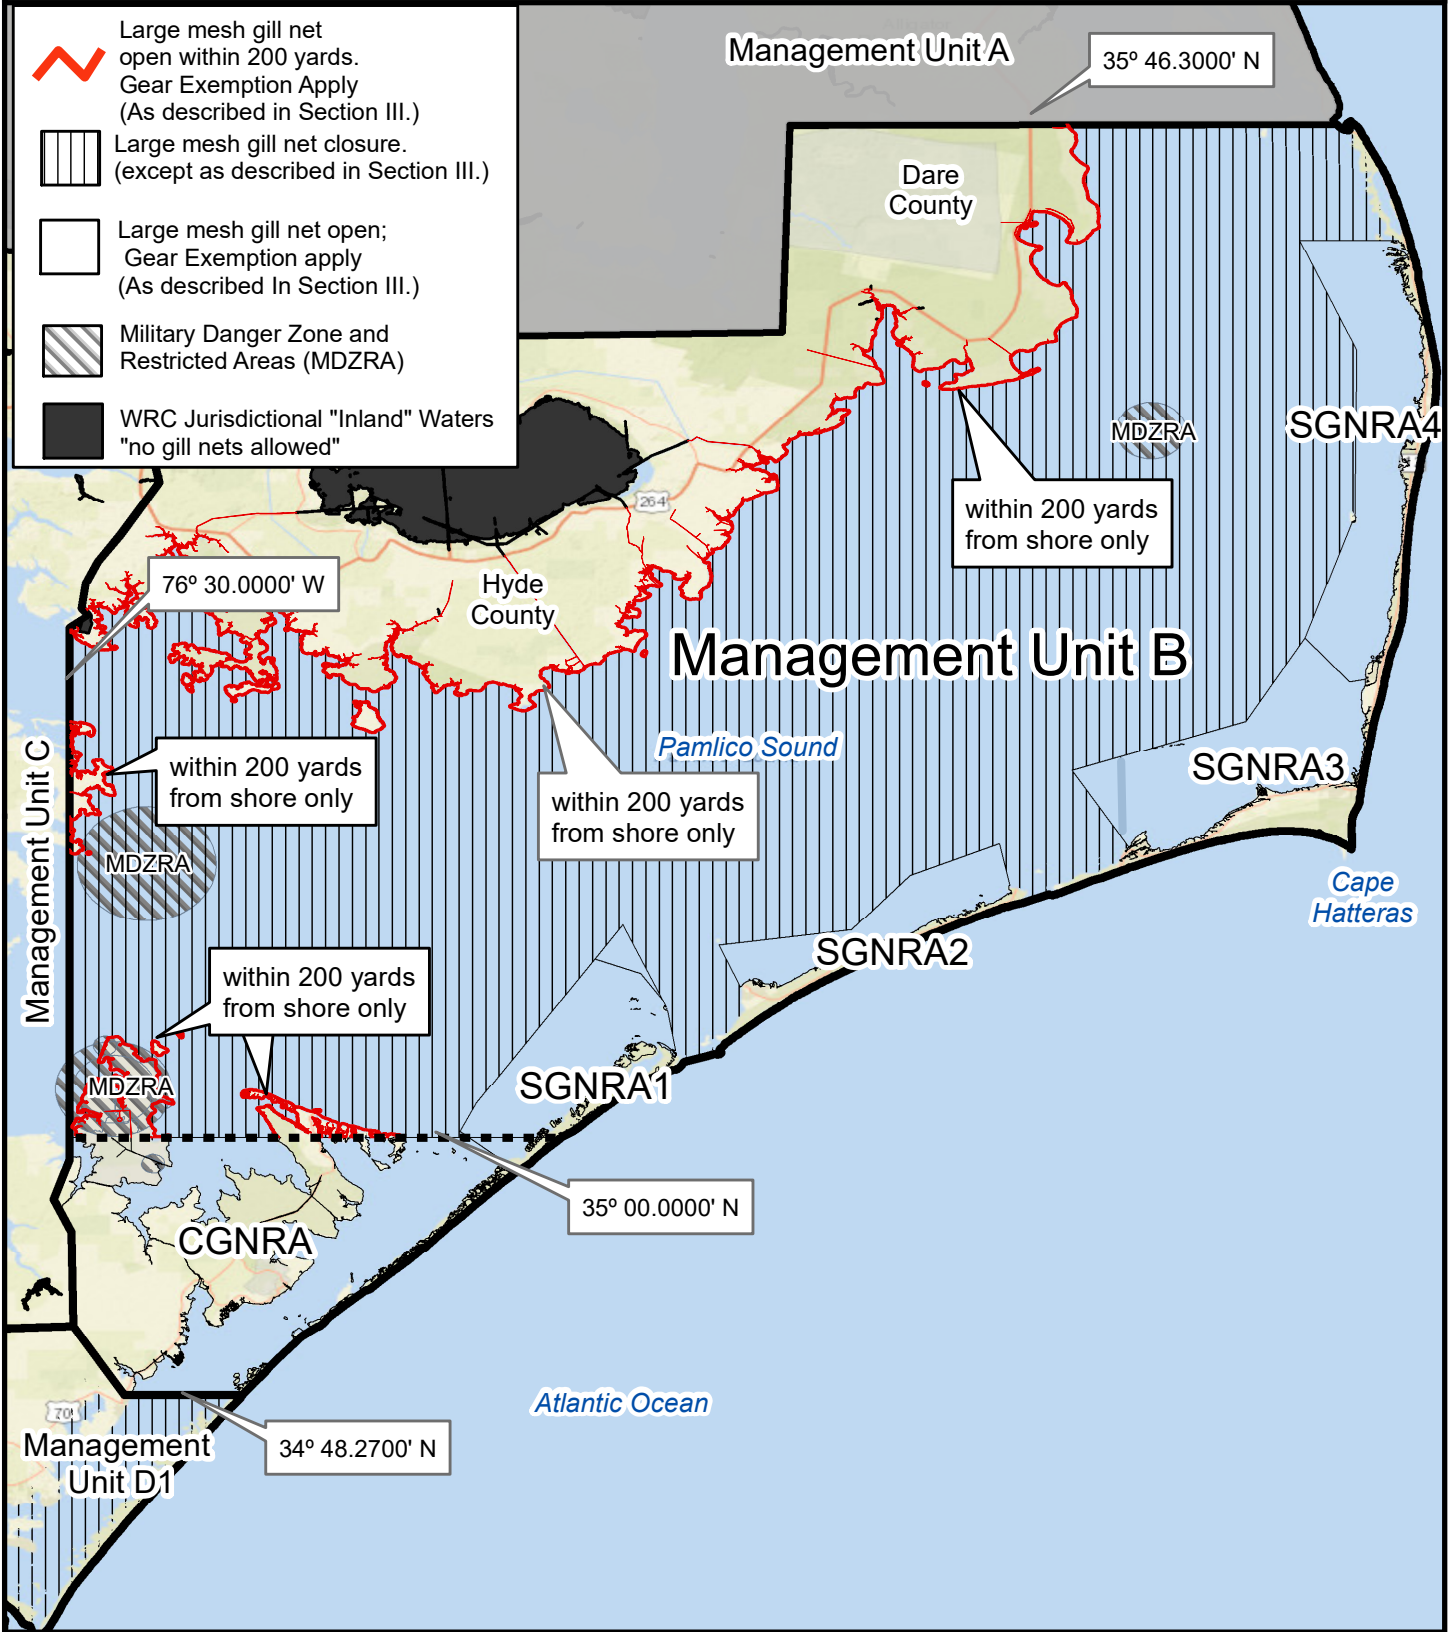 Large mesh gill net
open within 200 yards.
Gear Exemption Apply
(As described in Section III.)
Large mesh gill net closure.
(except as described in Section III.)
Large mesh gill net open;
Gear Exemption apply
(As described In Section III.)
Military Danger Zone and
Restricted Areas (MDZRA)
WRC Jurisdictional "Inland" Waters
"no gill nets allowed"
Alligator
Management Unit A
35º 46.3000' N
Dare
County
SGNRA4
MDZRA
within 200 yards
from shore only
264
76º 30.0000' W
Hyde
County
Management Unit B
Pamlico Sound
Management Unit C
within 200 yards
from shore only
within 200 yards
from shore only
SGNRA3
MDZRA
Cape
Hatteras
SGNRA2
within 200 yards
from shore only
MDZRA
SGNRA1
35º 00.0000' N
CGNRA
Atlantic Ocean
70
Management
Unit D1
34º 48.2700' N